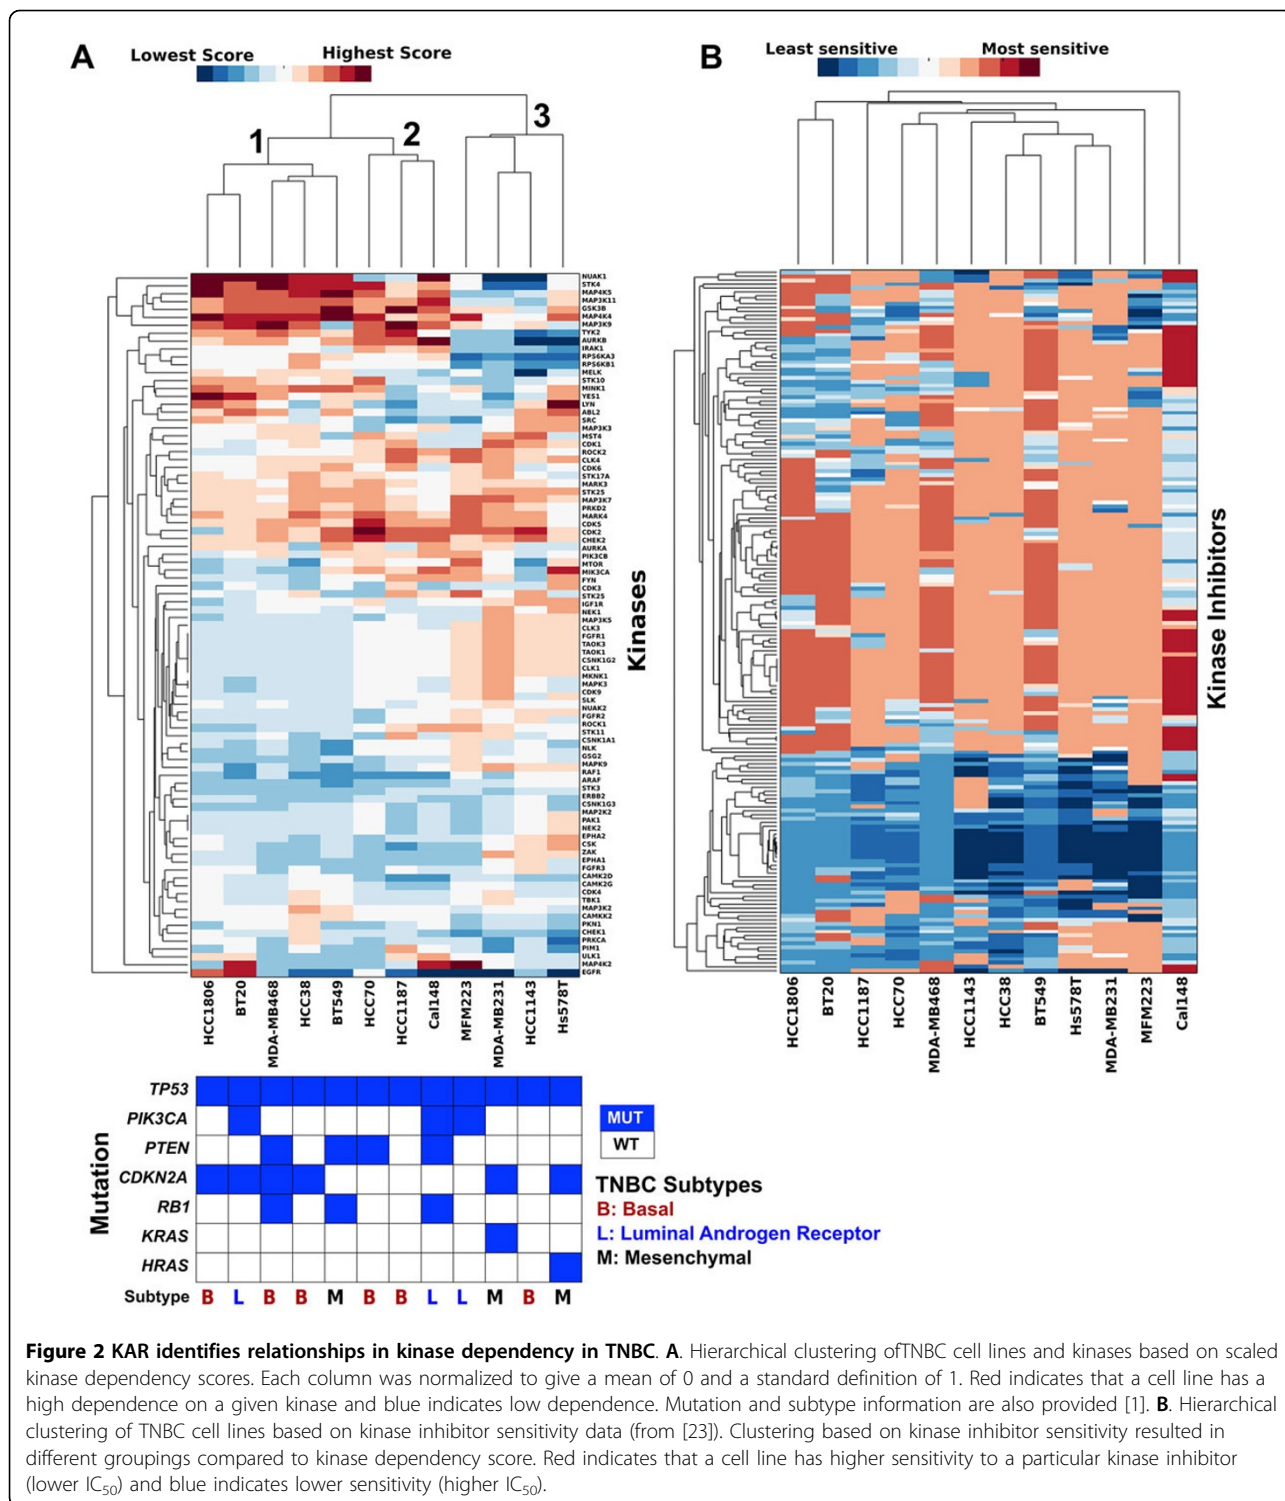 A
Lowest Score
Highest Score
1
2
3
NUAK1
STK4
MAP4K5
MAP3K11
GSK3B
MAP4K4
MAP3K9
TYK2
AURKB
IRAK1
RPS6KA3
RPS6KB1
MELK
STK10
MINK1
YES1
LYN
ABL2
SRC
MAP3K3
MST4
CDK1
ROCK2
CLK4
CDK6
STK17A
MARK3
STK25
MAP3K7
PRKD2
MARK4
CDK5
CDK2
CHEK2
AURKA
PIK3CB
MTOR
MIK3CA
FYN
CDK3
STK25
IGF1R
NEK1
MAP3K5
CLK3
FGFR1
TAOK3
TAOK1
CSNK1G2
CLK1
MKNK1
MAPK3
CDK9
SLK
NUAK2
FGFR2
ROCK1
STK11
CSNK1A1
NLK
GSG2
MAPK9
RAF1
ARAF
STK3
ERBB2
CSNK1G3
MAP2K2
PAK1
NEK2
EPHA2
CSK
ZAK
EPHA1
FGFR3
CAMK2D
CAMK2G
CDK4
TBK1
MAP3K2
CAMKK2
PKN1
CHEK1
PRKCA
PIM1
ULK1
MAP4K2
EGFR
Kinases
HCC1806
BT20
MDA-MB468
HCC38
BT549
HCC70
HCC1187
Cal148
MFM223
MDA-MB231
HCC1143
Hs578T
B
Least sensitive
Most sensitive
Kinase Inhibitors
HCC1806
BT20
HCC1187
HCC70
MDA-MB468
HCC1143
HCC38
BT549
Hs578T
MDA-MB231
MFM223
Cal148
Mutation
TP53
PIK3CA
PTEN
CDKN2A
RB1
KRAS
HRAS
Subtype B L B B M B B L L M B M
MUT
WT
TNBC Subtypes
B: Basal
L: Luminal Androgen Receptor
M: Mesenchymal
Figure 2 KAR identifies relationships in kinase dependency in TNBC. A. Hierarchical clustering ofTNBC cell lines and kinases based on scaled
kinase dependency scores. Each column was normalized to give a mean of 0 and a standard definition of 1. Red indicates that a cell line has a
high dependence on a given kinase and blue indicates low dependence. Mutation and subtype information are also provided [1]. B. Hierarchical
clustering of TNBC cell lines based on kinase inhibitor sensitivity data (from [23]). Clustering based on kinase inhibitor sensitivity resulted in
different groupings compared to kinase dependency score. Red indicates that a cell line has higher sensitivity to a particular kinase inhibitor
(lower IC50) and blue indicates lower sensitivity (higher IC50).